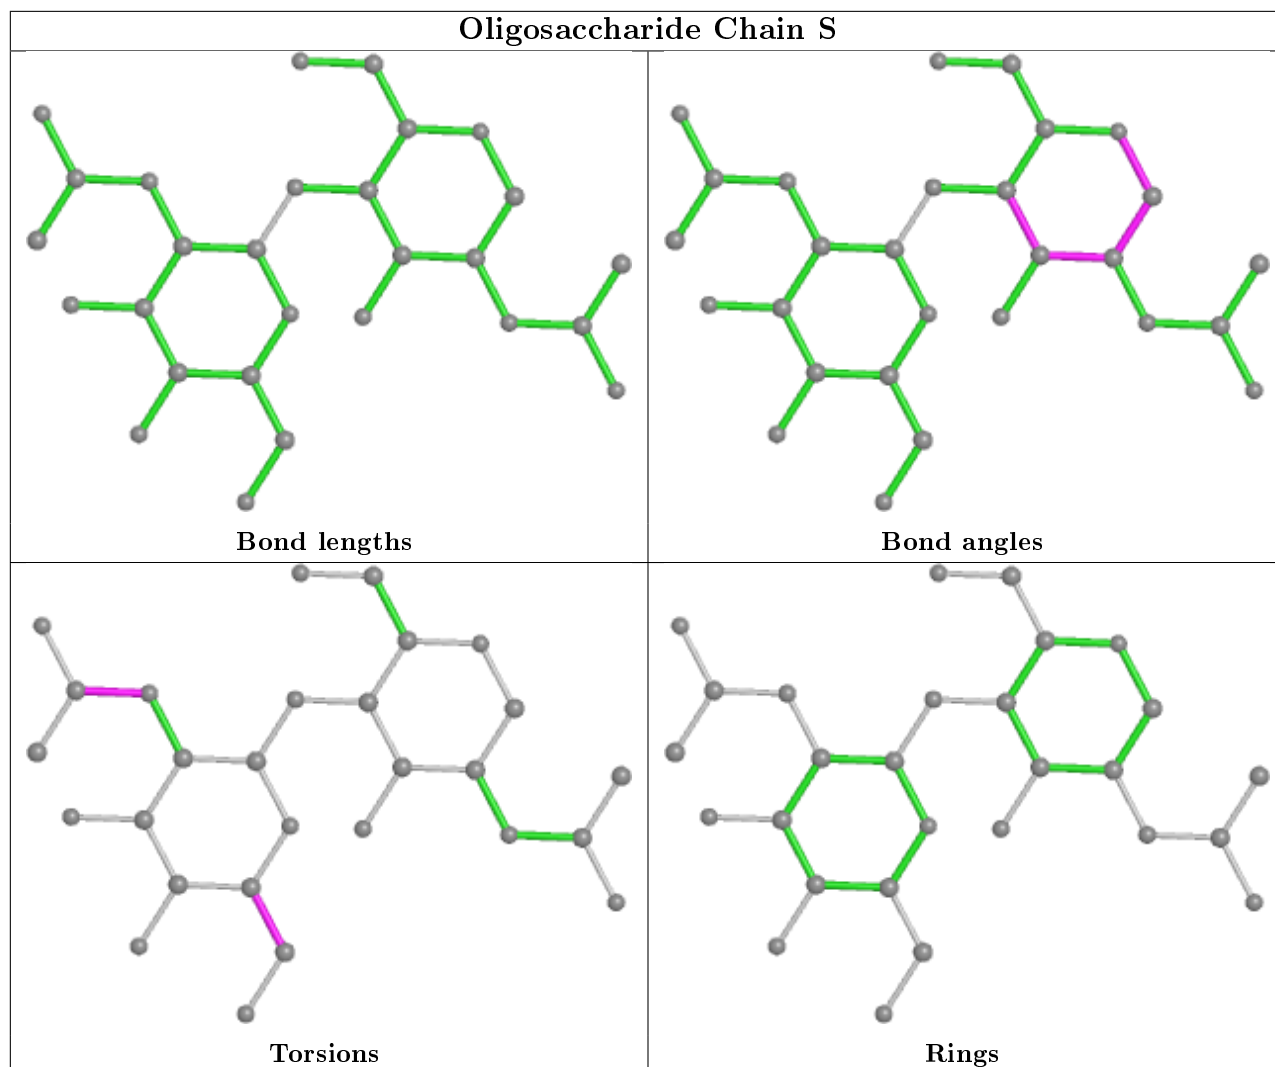 Oligosaccharide Chain S
Bond lengths
Bond angles
Torsions
Rings